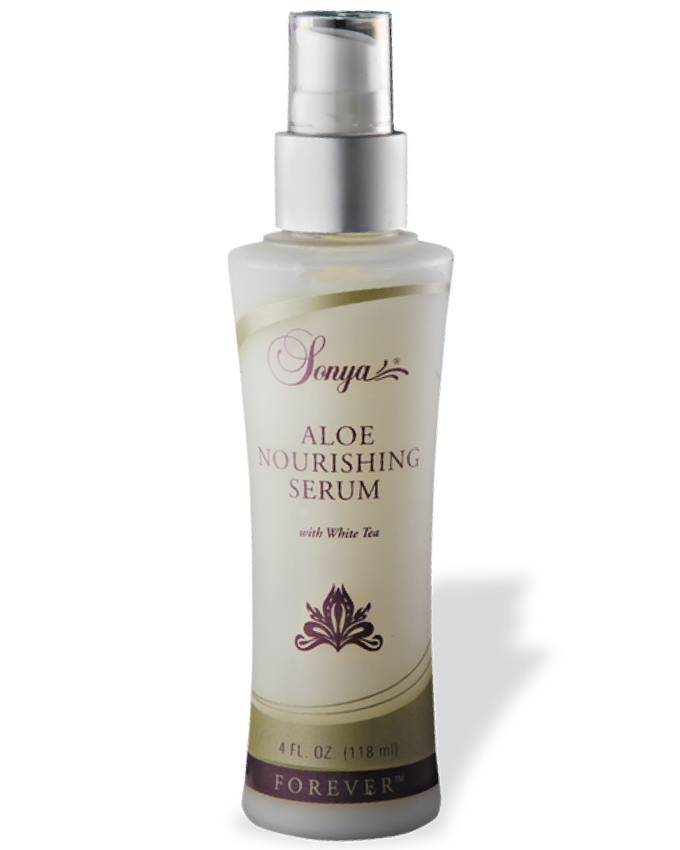 Sonya®
ALOE
NOURISHING
SERUM
with White Tea
4 FL. OZ. (118 ml)
FOREVER™